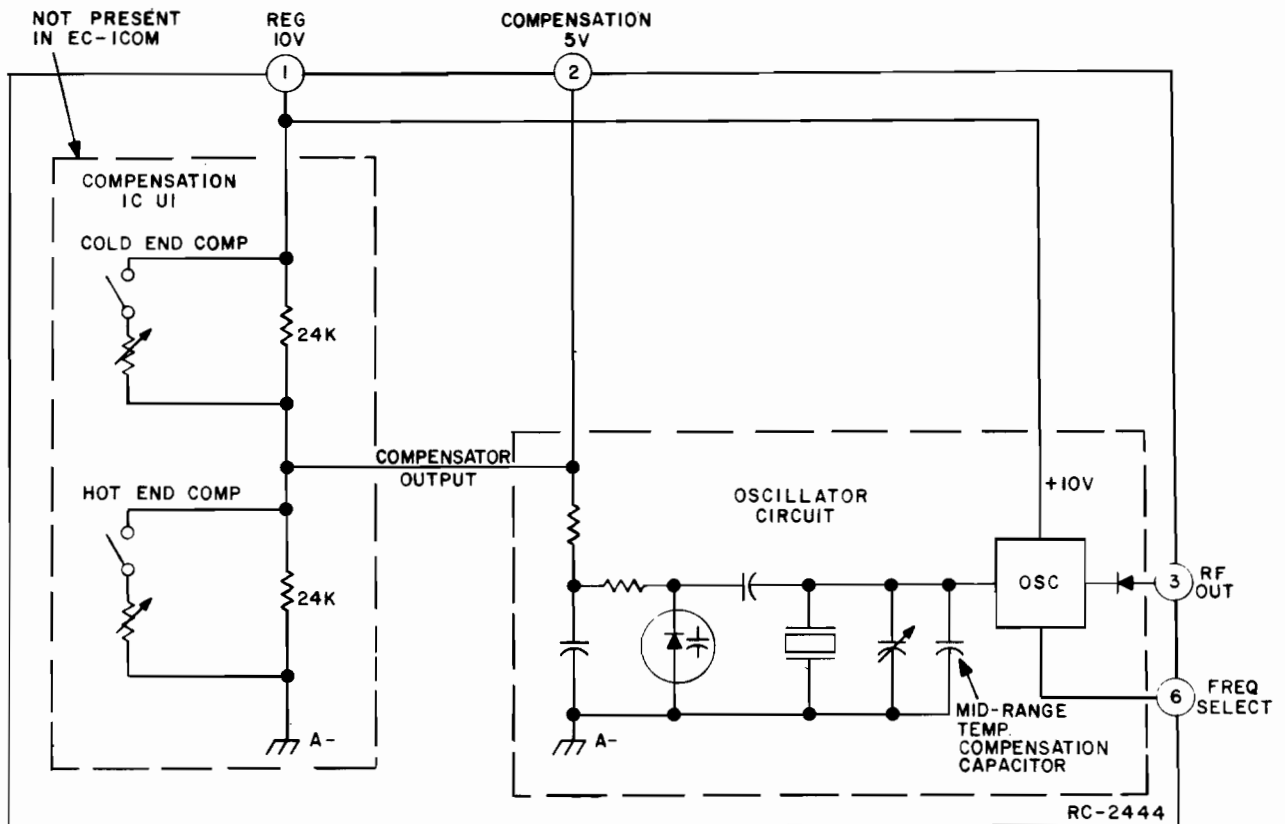 NOT PRESENT
IN EC-ICOM
REG
10V
COMPENSATION
5V
1
2
COMPENSATION
IC U1
COLD END COMP
24K
COMPENSATOR
OUTPUT
HOT END COMP
24K
A-
OSCILLATOR
CIRCUIT
+10V
OSC
3
RF
OUT
6
FREQ
SELECT
MID-RANGE
TEMP.
COMPENSATION
CAPACITOR
A-
RC-2444